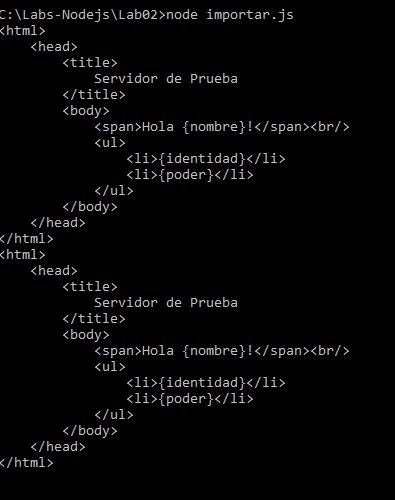 C:\Labs-Nodejs\Lab02>node importar.js
<html>
    <head>
        <title>
            Servidor de Prueba
        </title>
        <body>
            <span>Hola {nombre}!</span><br/>
            <ul>
                <li>{identidad}</li>
                <li>{poder}</li>
            </ul>
        </body>
    </head>
</html>
<html>
    <head>
        <title>
            Servidor de Prueba
        </title>
        <body>
            <span>Hola {nombre}!</span><br/>
            <ul>
                <li>{identidad}</li>
                <li>{poder}</li>
            </ul>
        </body>
    </head>
</html>